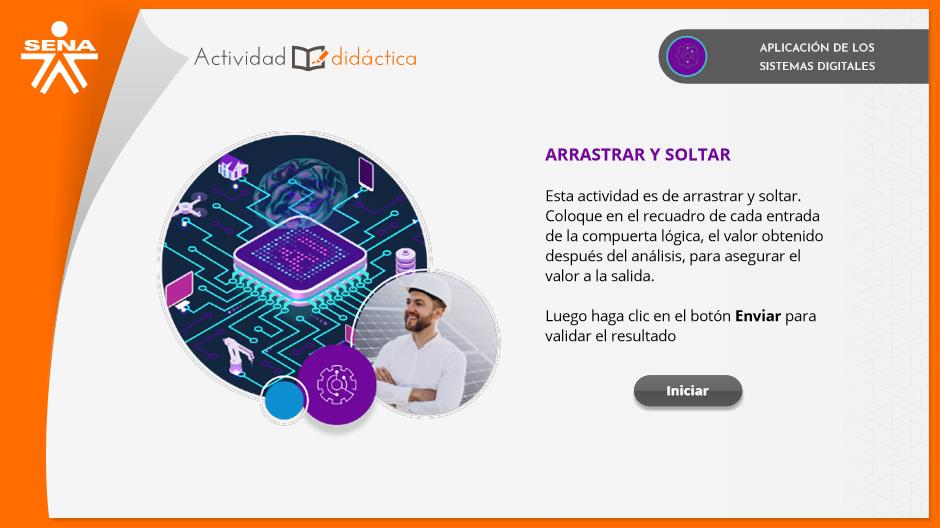 SENA
Actividad didáctica
APLICACIÓN DE LOS
SISTEMAS DIGITALES
ARRASTRAR Y SOLTAR
Esta actividad es de arrastrar y soltar.
Coloque en el recuadro de cada entrada
de la compuerta lógica, el valor obtenido
después del análisis, para asegurar el
valor a la salida.
Luego haga clic en el botón Enviar para
validar el resultado
Iniciar